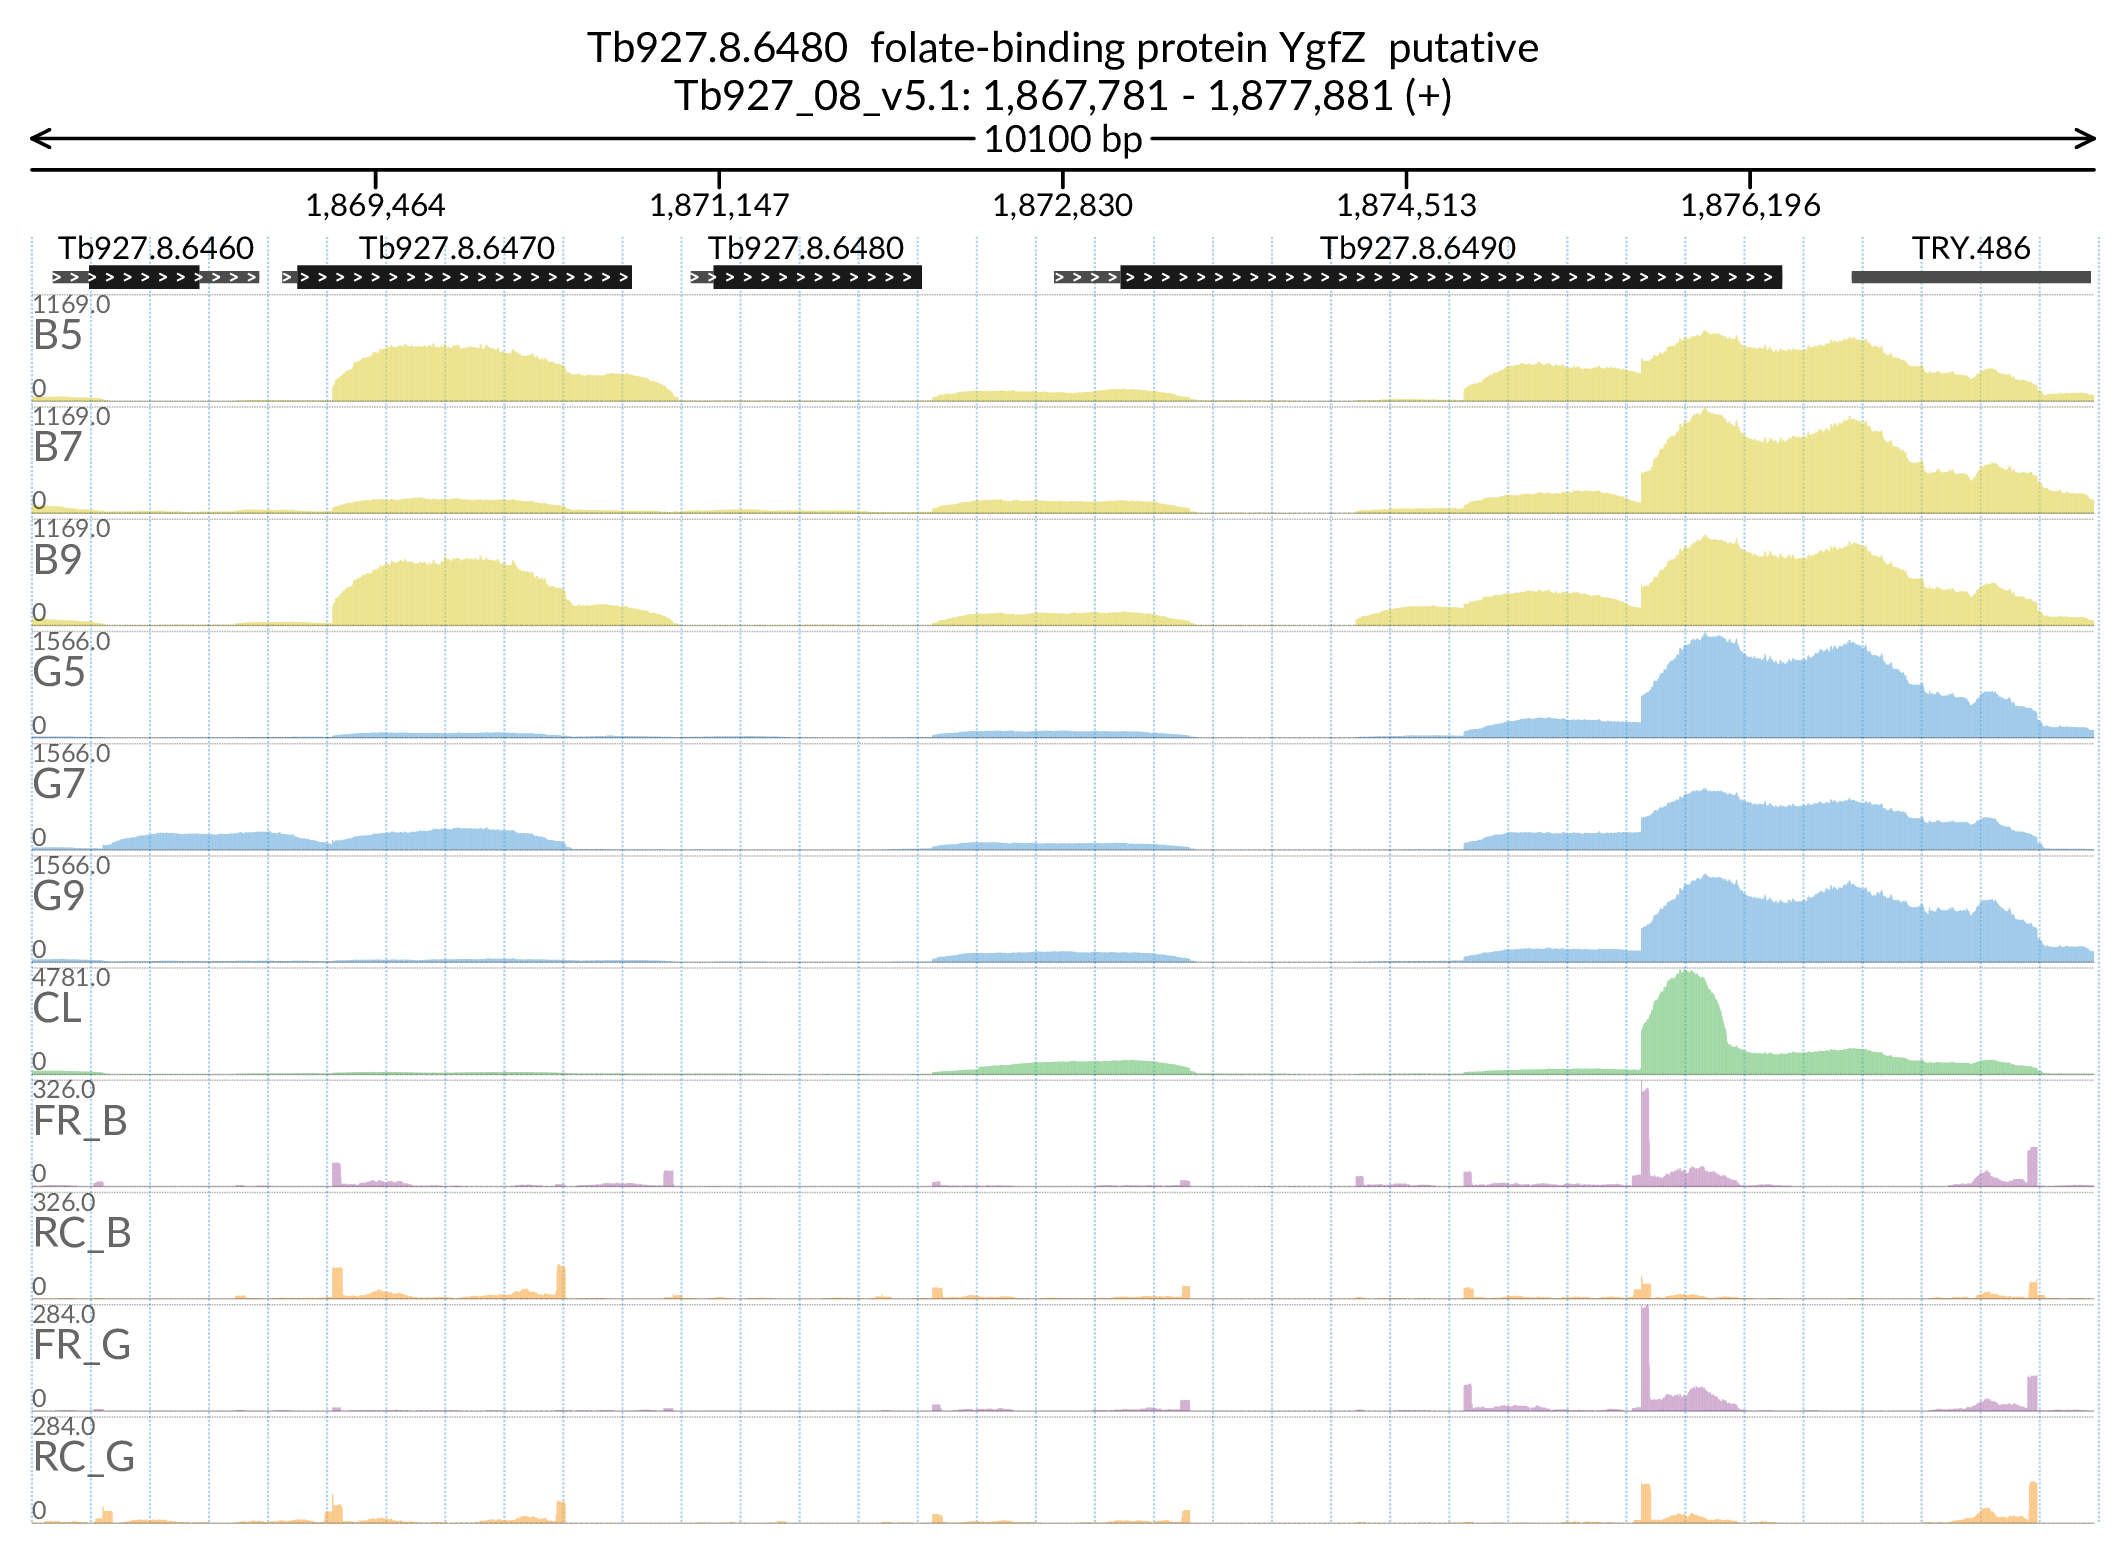 Tb927.8.6480  folate-binding protein YgfZ  putative
Tb927_08_v5.1: 1,867,781 - 1,877,881 (+)
10100 bp
1,869,464 1,871,147 1,872,830 1,874,513 1,876,196
Tb927.8.6460 Tb927.8.6470 Tb927.8.6480 Tb927.8.6490 TRY.486
1169.0
B5
0
1169.0
B7
0
1169.0
B9
0
1566.0
G5
0
1566.0
G7
0
1566.0
G9
0
4781.0
CL
0
326.0
FR_B
0
326.0
RC_B
0
284.0
FR_G
0
284.0
RC_G
0